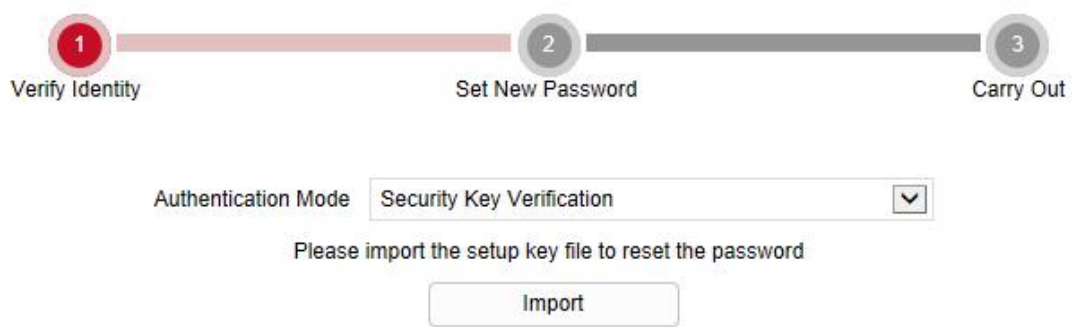 1 2 3
Verify Identity Set New Password Carry Out
Authentication Mode Security Key Verification
Please import the setup key file to reset the password
Import